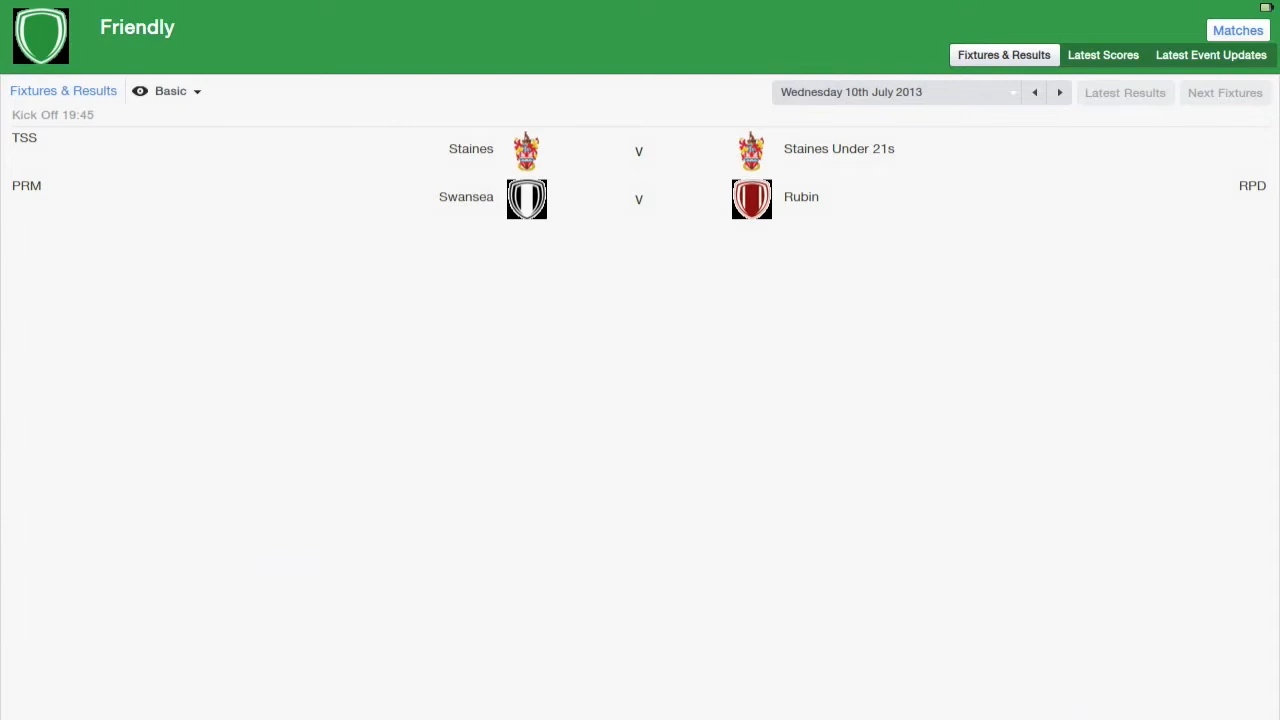 Friendly
Matches
Fixtures & Results Latest Scores Latest Event Updates
Fixtures & Results Basic Wednesday 10th July 2013 Latest Results Next Fixtures
Kick Off 19:45
TSS Staines v Staines Under 21s
PRM Swansea v Rubin RPD